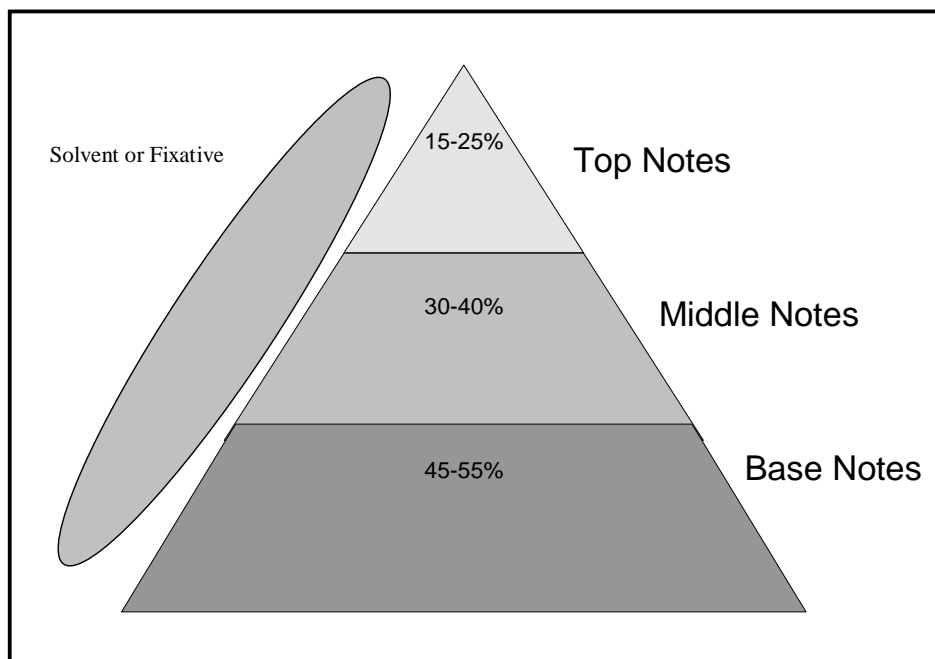 15-25%
Solvent or Fixative
Top Notes
30-40%
Middle Notes
45-55%
Base Notes